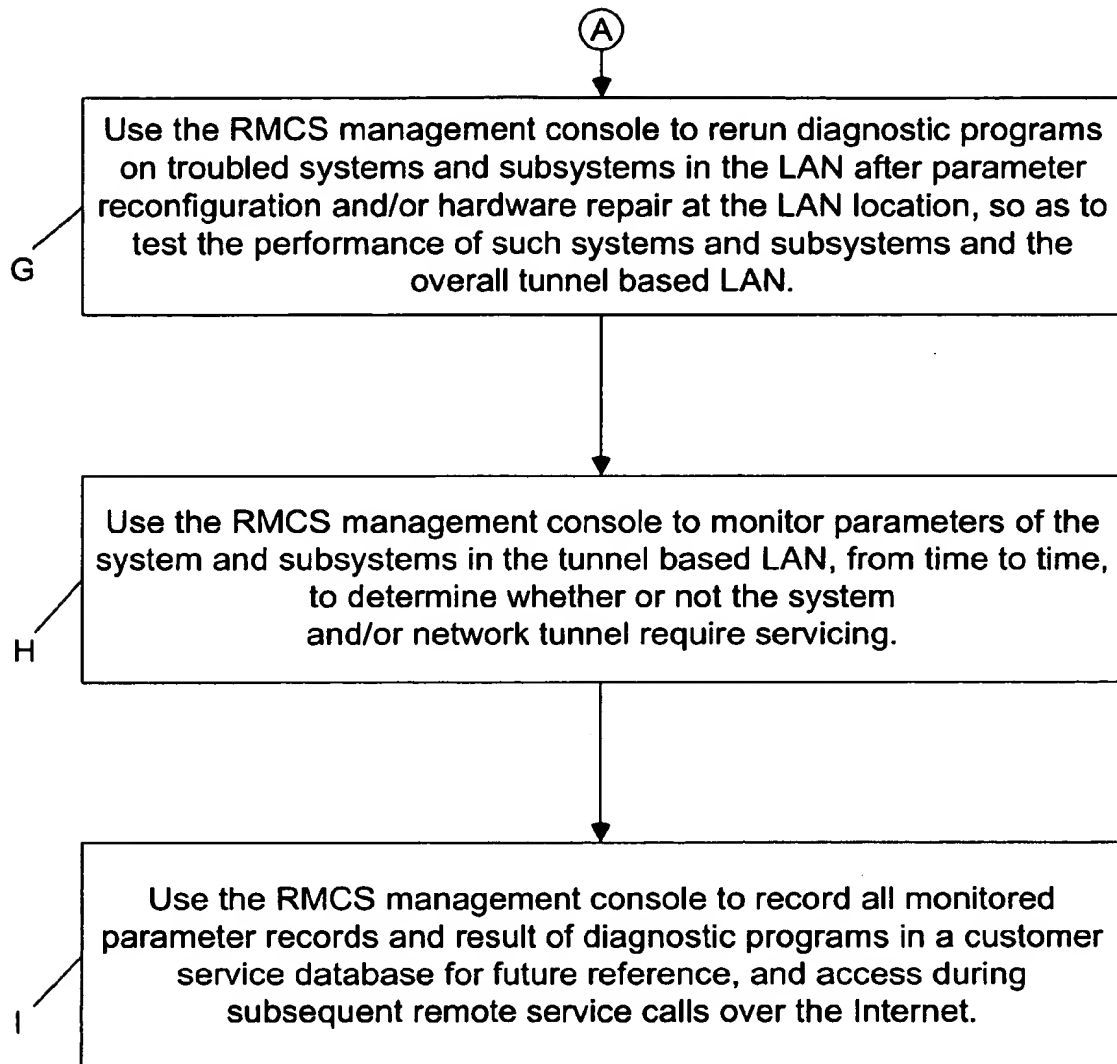 A
Use the RMCS management console to rerun diagnostic programs
on troubled systems and subsystems in the LAN after parameter
reconfiguration and/or hardware repair at the LAN location, so as to
test the performance of such systems and subsystems and the
overall tunnel based LAN.
G
Use the RMCS management console to monitor parameters of the
system and subsystems in the tunnel based LAN, from time to time,
to determine whether or not the system
and/or network tunnel require servicing.
H
Use the RMCS management console to record all monitored
parameter records and result of diagnostic programs in a customer
service database for future reference, and access during
subsequent remote service calls over the Internet.
I